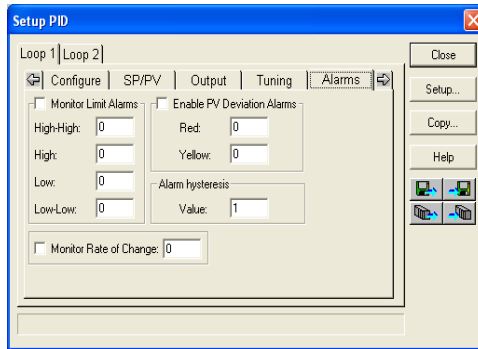 Setup PID
Loop 1 Loop 2
Close
Configure SP/PV Output Tuning Alarms
Setup...
Monitor Limit Alarms
Enable PV Deviation Alarms
High-High: 0
Red: 0
Copy...
High: 0
Yellow: 0
Help
Low: 0
Alarm hysteresis
Low-Low: 0
Value: 1
Monitor Rate of Change: 0